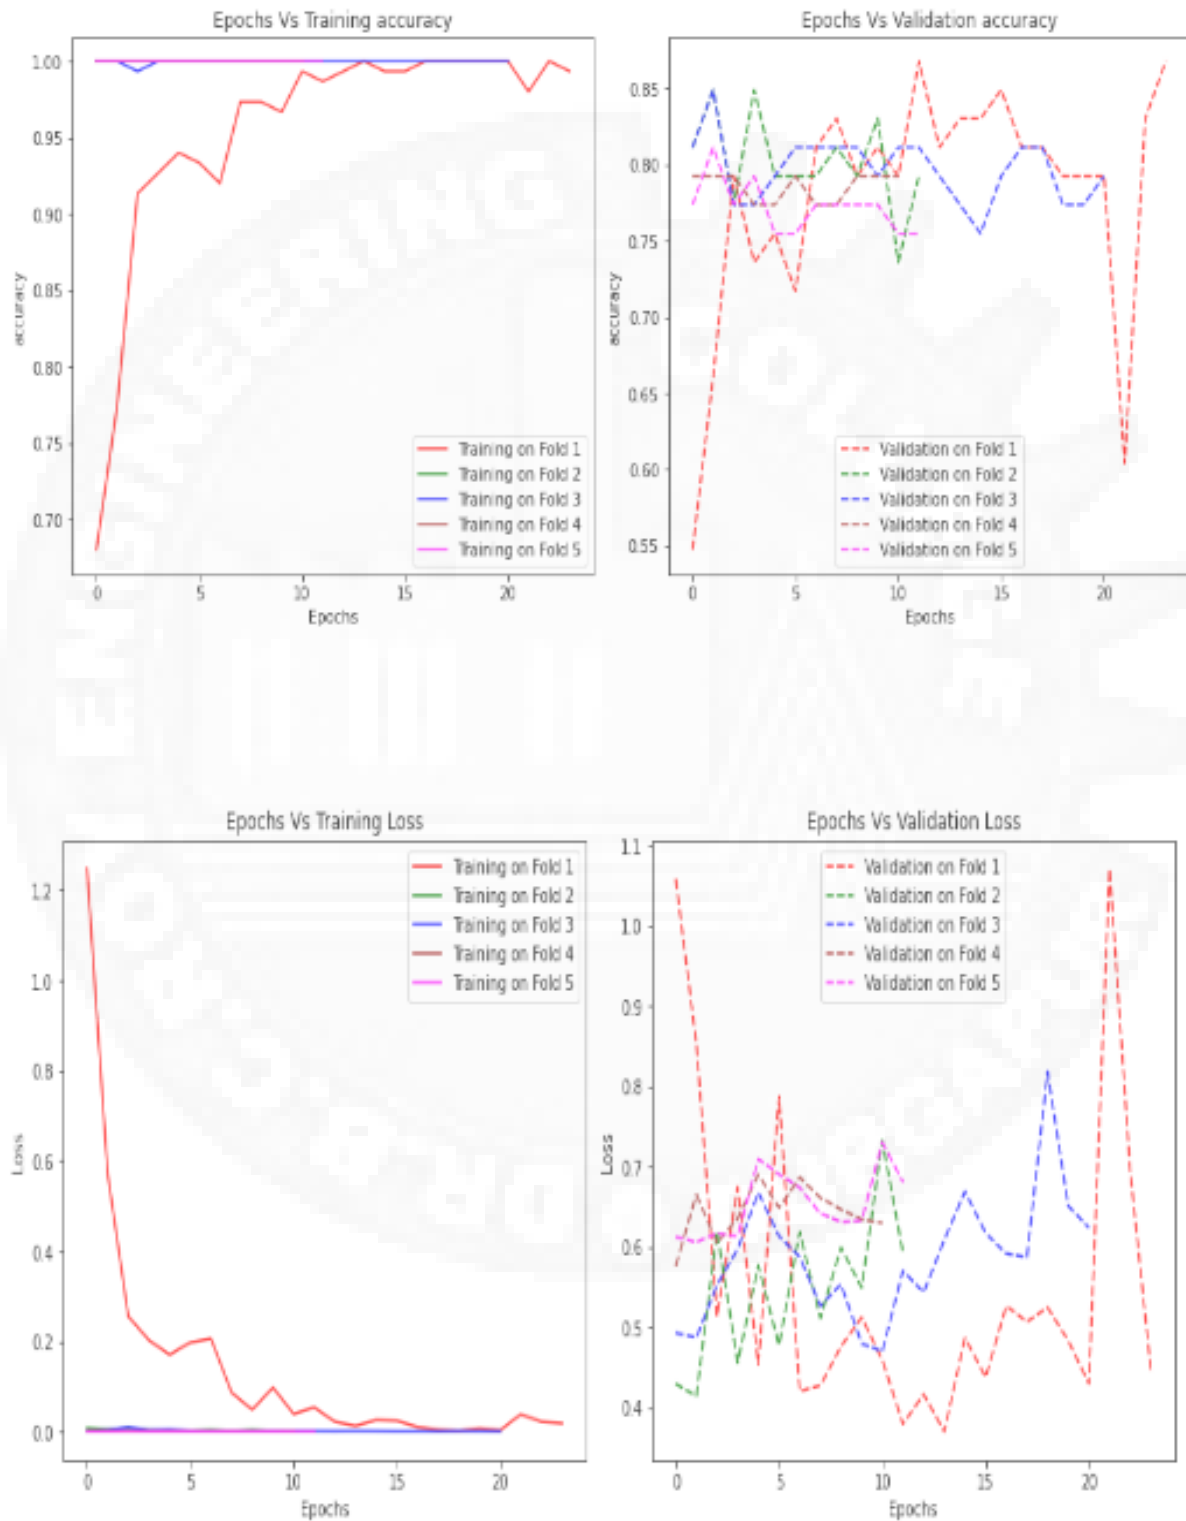 Epochs Vs Training accuracy
1.00
0.95
0.90
0.85
0.80
0.75
0.70
accuracy
Training on Fold 1
Training on Fold 2
Training on Fold 3
Training on Fold 4
Training on Fold 5
0 5 10 15 20
Epochs
Epochs Vs Validation accuracy
0.85
0.80
0.75
0.70
0.65
0.60
0.55
accuracy
Validation on Fold 1
Validation on Fold 2
Validation on Fold 3
Validation on Fold 4
Validation on Fold 5
0 5 10 15 20
Epochs
Epochs Vs Training Loss
1.2
1.0
0.8
0.6
0.4
0.2
0.0
Loss
Training on Fold 1
Training on Fold 2
Training on Fold 3
Training on Fold 4
Training on Fold 5
0 5 10 15 20
Epochs
Epochs Vs Validation Loss
1.1
1.0
0.9
0.8
0.7
0.6
0.5
0.4
Loss
Validation on Fold 1
Validation on Fold 2
Validation on Fold 3
Validation on Fold 4
Validation on Fold 5
0 5 10 15 20
Epochs